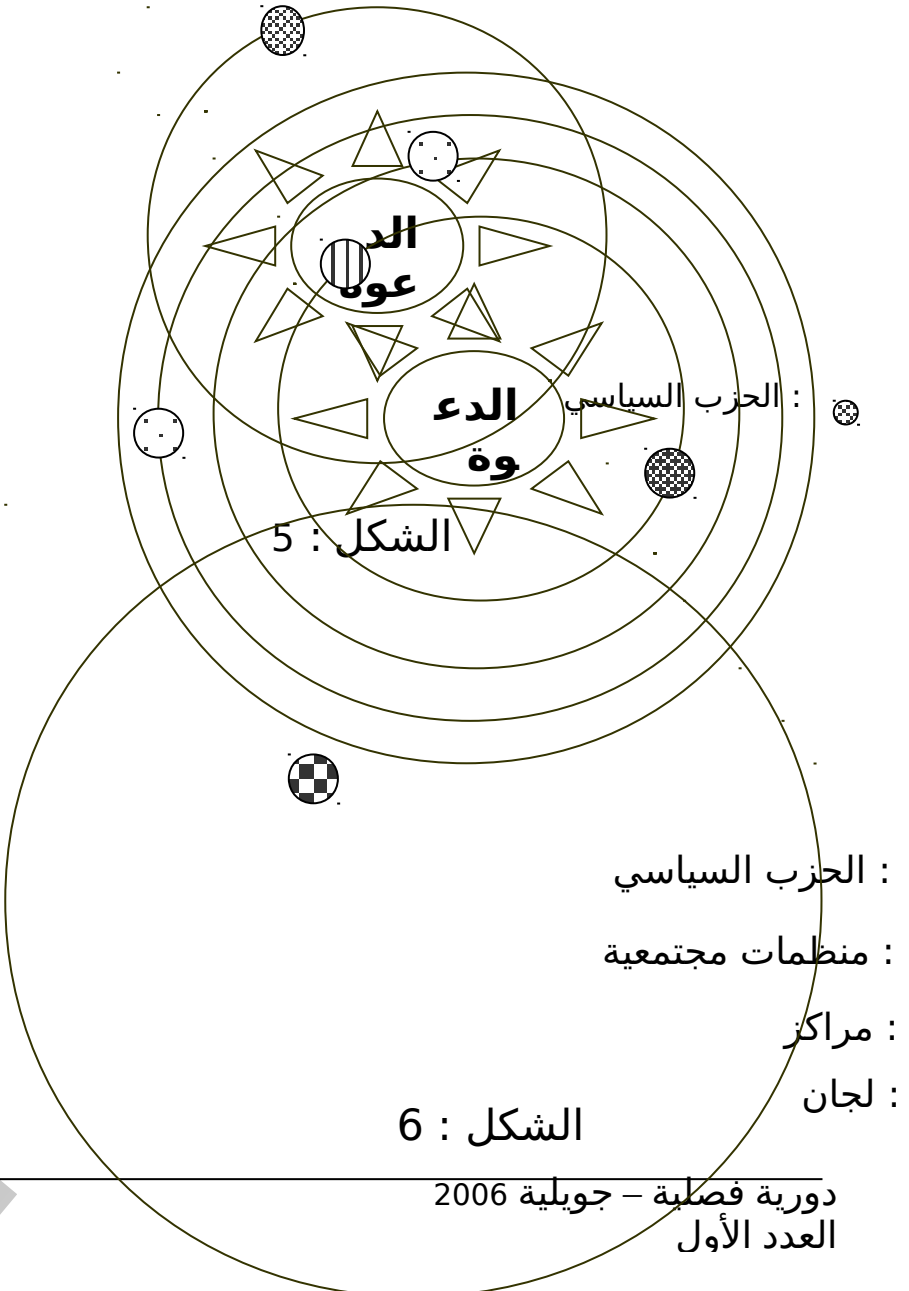 الد
عوة
: الحزب السياسي
الدع
وة
الشكل : 5
: الحزب السياسي
: منظمات مجتمعية
: مراكز
: لجان
الشكل : 6
دورية فصلية – جويلية 2006
العدد الأول